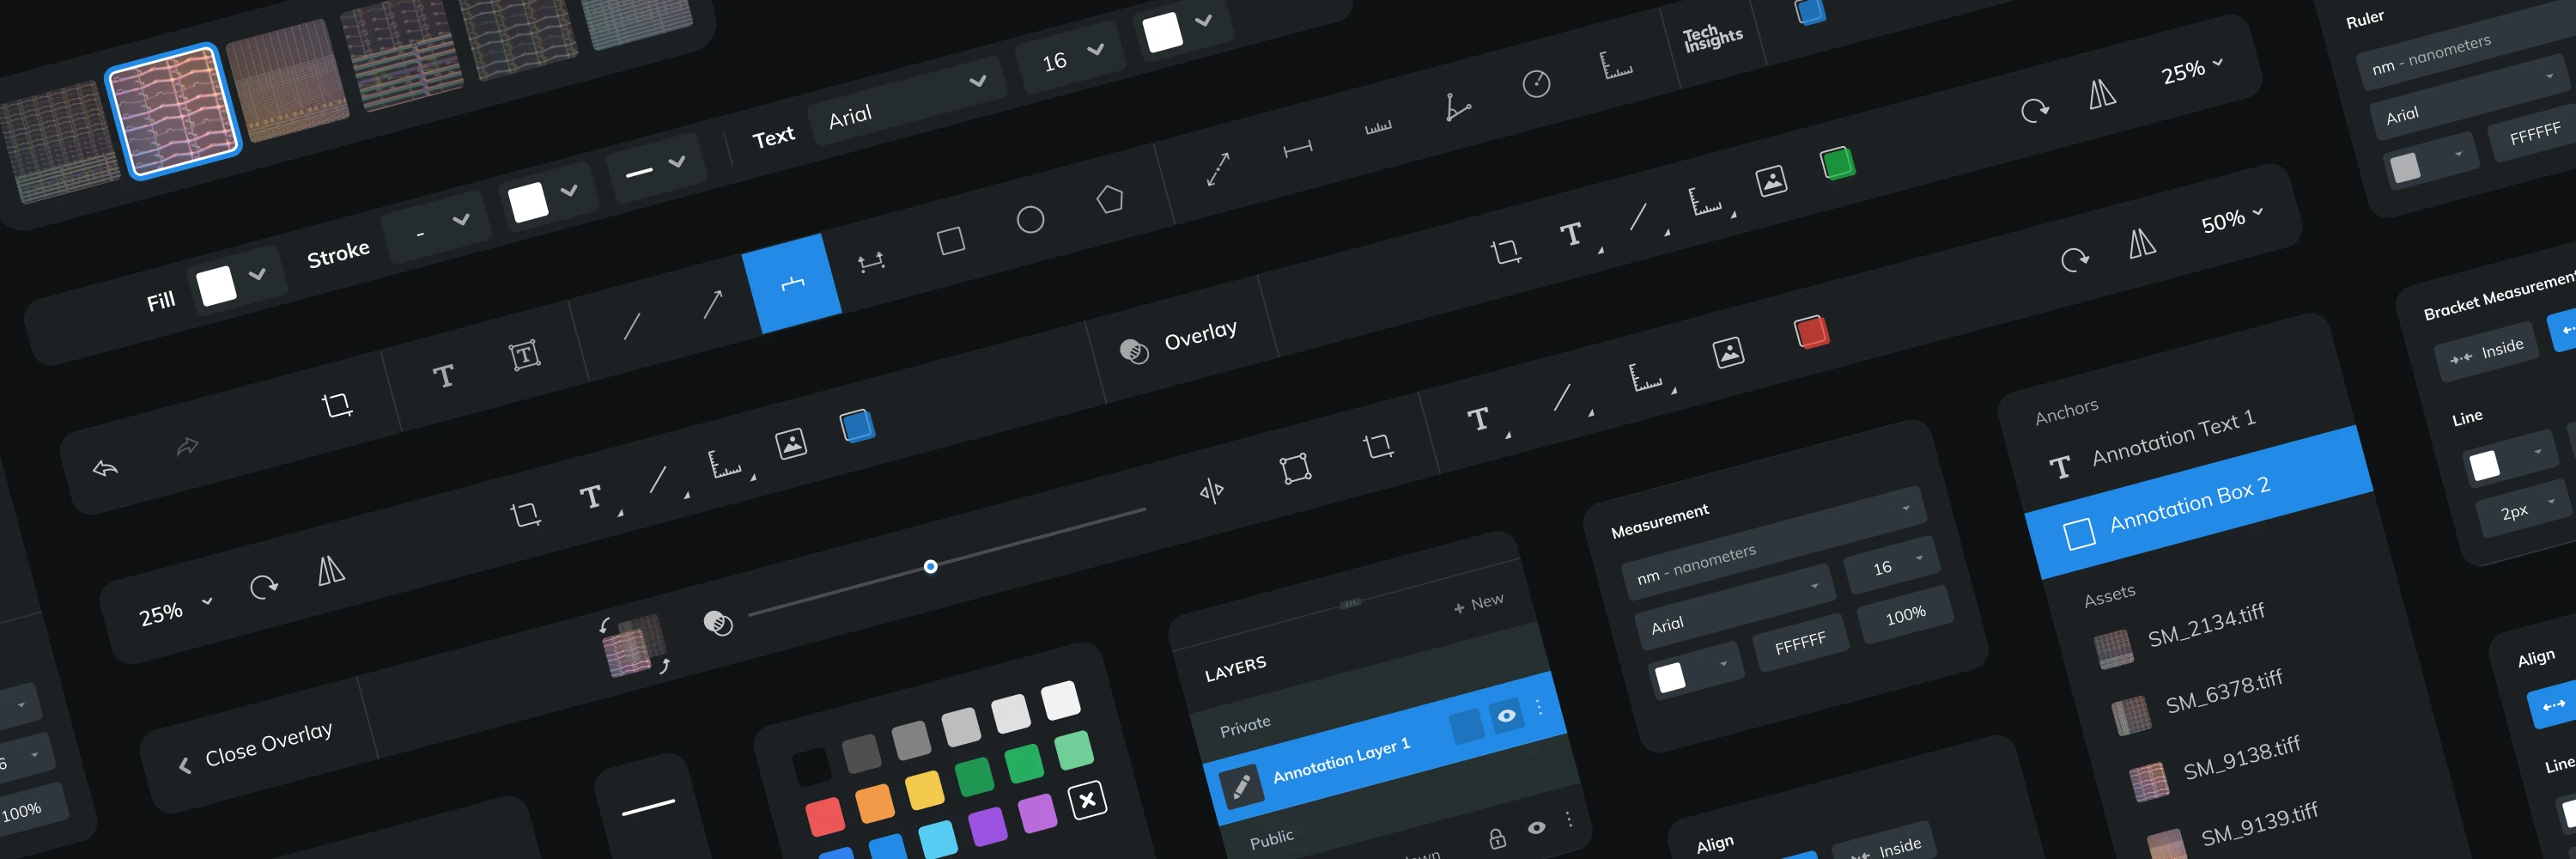 Fill
Stroke
-
Text
Arial
16
Tech
Insights
25%
Overlay
25%
50%
Close Overlay
100%
LAYERS
+ New
Private
Annotation Layer 1
Public
Measurement
nm - nanometers
Arial
16
FFFFFF
100%
Align
Inside
Anchors
T Annotation Text 1
Annotation Box 2
Assets
SM_2134.tiff
SM_6378.tiff
SM_9138.tiff
SM_9139.tiff
Ruler
nm - nanometers
Arial
FFFFFF
Bracket Measurement
Inside
Line
2px
Align
Line